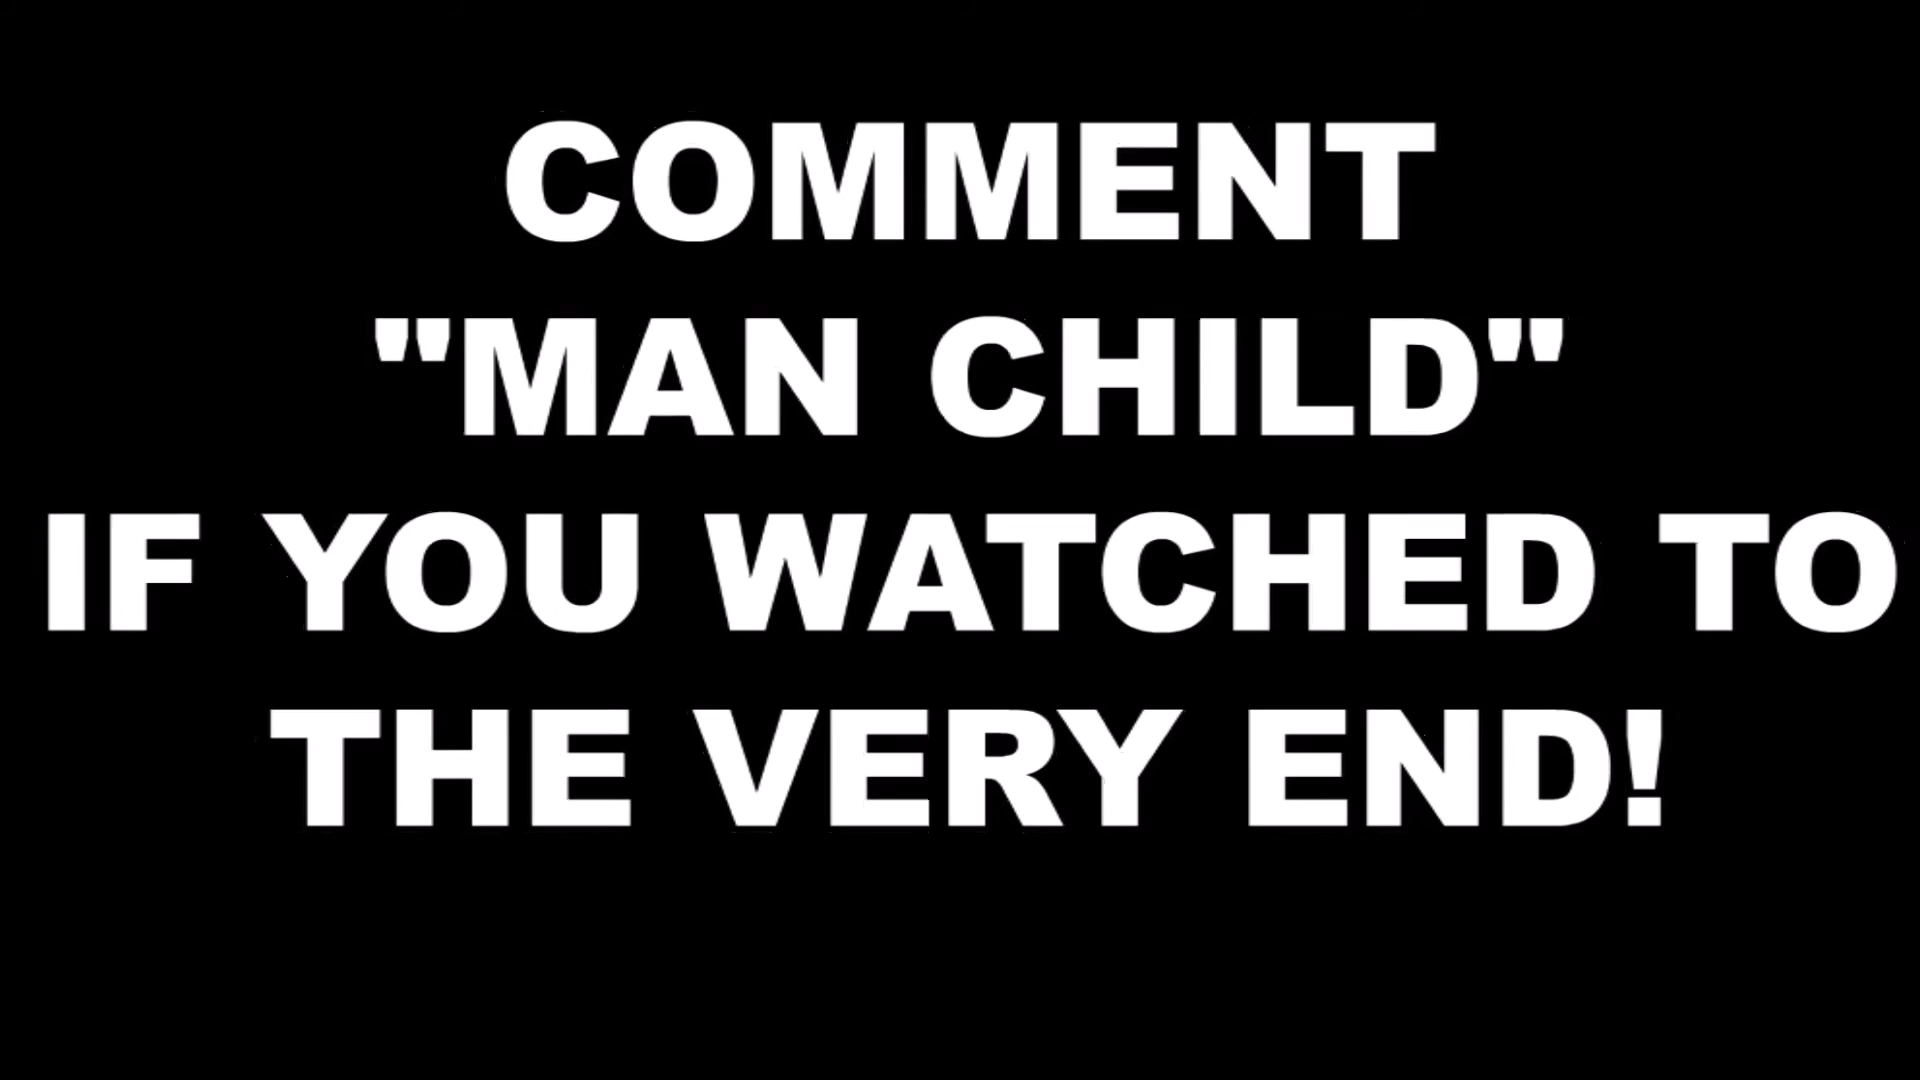 COMMENT
"MAN CHILD"
IF YOU WATCHED TO
THE VERY END!